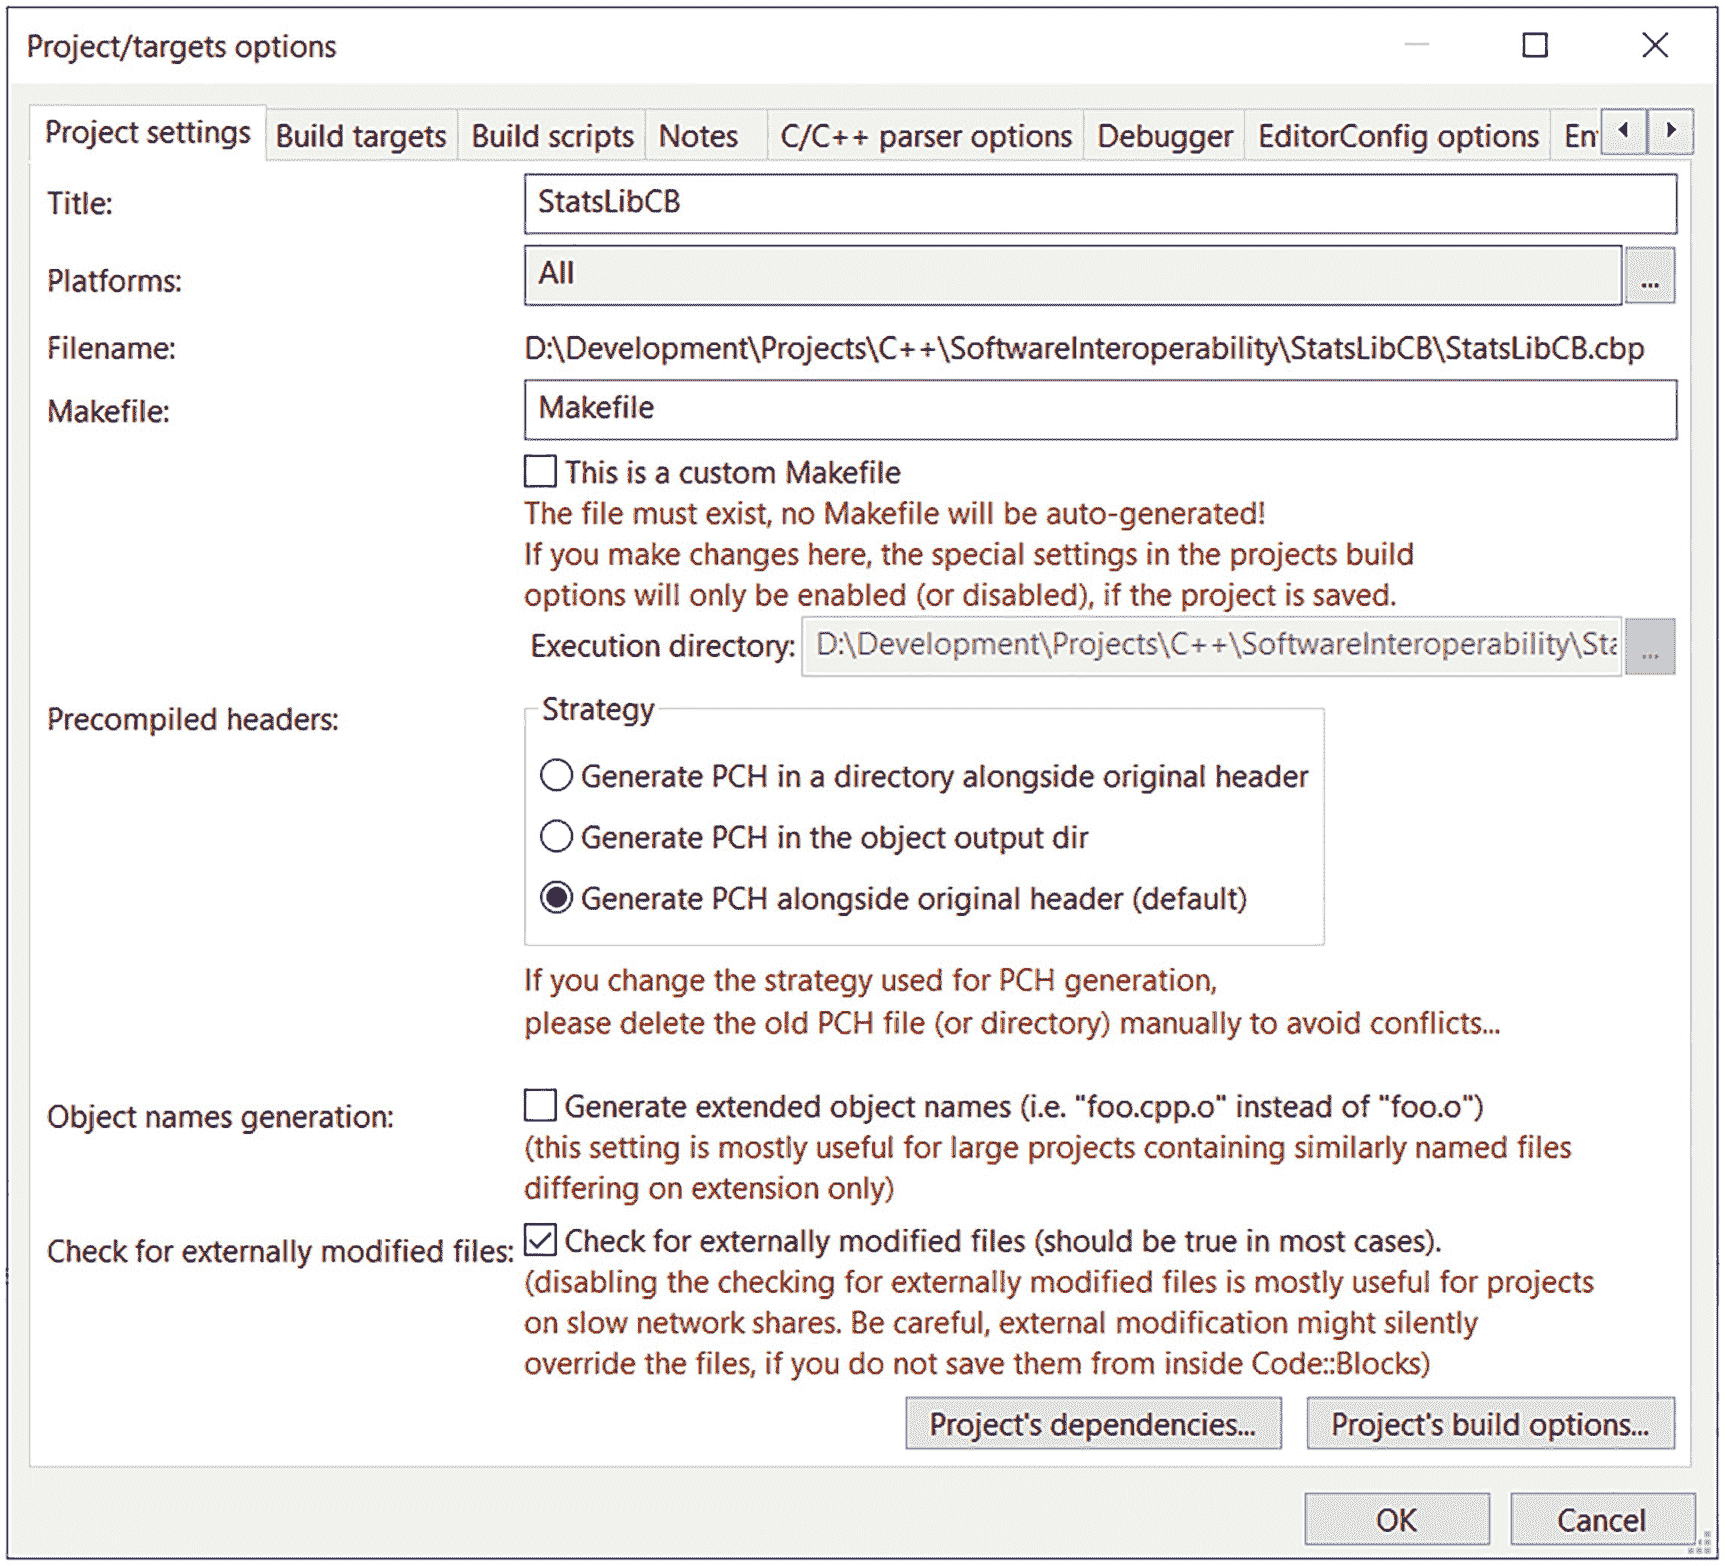 Project/targets options
Project settings Build targets Build scripts Notes C/C++ parser options Debugger EditorConfig options En
Title: StatsLibCB
Platforms: All ...
Filename: D:\Development\Projects\C++\SoftwareInteroperability\StatsLibCB\StatsLibCB.cbp
Makefile: Makefile
This is a custom Makefile
The file must exist, no Makefile will be auto-generated!
If you make changes here, the special settings in the projects build
options will only be enabled (or disabled), if the project is saved.
Execution directory: D:\Development\Projects\C++\SoftwareInteroperability\Sta ...
Precompiled headers: Strategy
Generate PCH in a directory alongside original header
Generate PCH in the object output dir
Generate PCH alongside original header (default)
If you change the strategy used for PCH generation,
please delete the old PCH file (or directory) manually to avoid conflicts...
Object names generation: Generate extended object names (i.e. "foo.cpp.o" instead of "foo.o")
(this setting is mostly useful for large projects containing similarly named files
differing on extension only)
Check for externally modified files: Check for externally modified files (should be true in most cases).
(disabling the checking for externally modified files is mostly useful for projects
on slow network shares. Be careful, external modification might silently
override the files, if you do not save them from inside Code::Blocks)
Project's dependencies... Project's build options...
OK Cancel